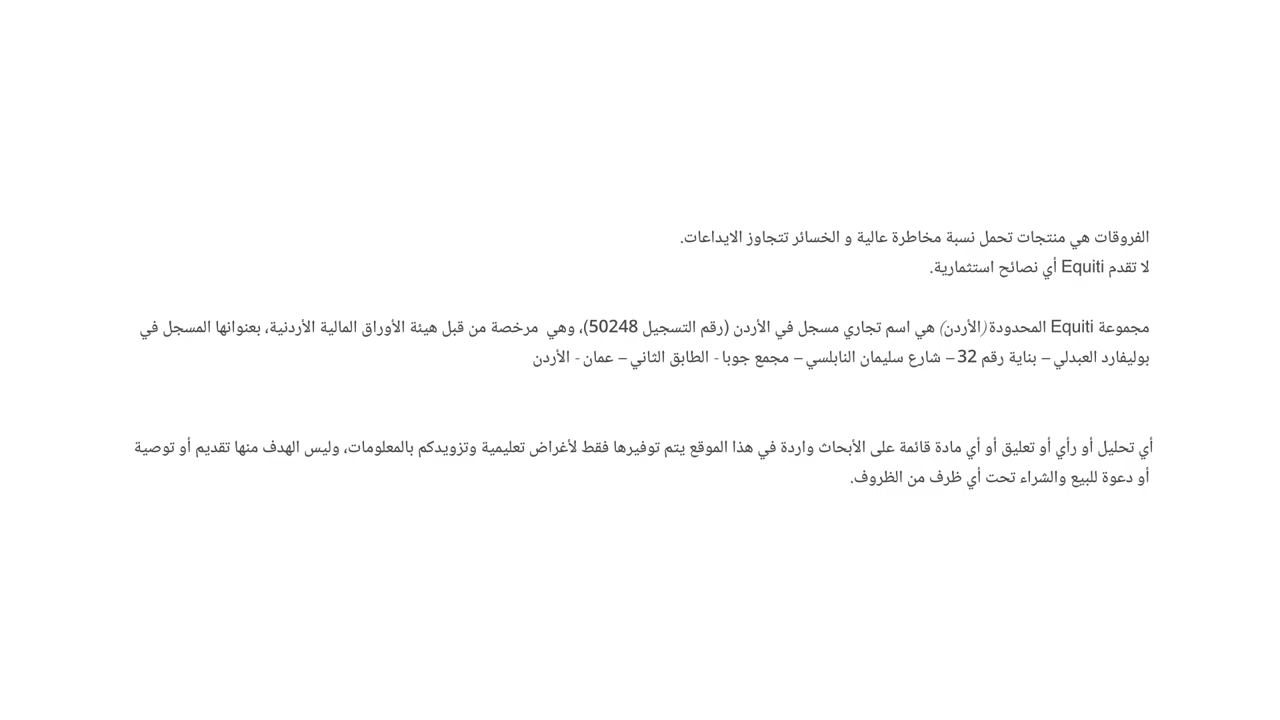 الفروقات هي منتجات تحمل نسبة مخاطرة عالية و الخسائر تتجاوز الايداعات.
لا تقدم Equiti أي نصائح استثمارية.
مجموعة Equiti المحدودة (الأردن) هي اسم تجاري مسجل في الأردن (رقم التسجيل 50248)، وهي مرخصة من قبل هيئة الأوراق المالية الأردنية، بعنوانها المسجل في
بوليفارد العبدلي – بناية رقم 32 – شارع سليمان النابلسي – مجمع جوبا - الطابق الثاني – عمان - الأردن
أي تحليل أو رأي أو تعليق أو أي مادة قائمة على الأبحاث واردة في هذا الموقع يتم توفيرها فقط لأغراض تعليمية وتزويدكم بالمعلومات، وليس الهدف منها تقديم أو توصية
أو دعوة للبيع والشراء تحت أي ظرف من الظروف.